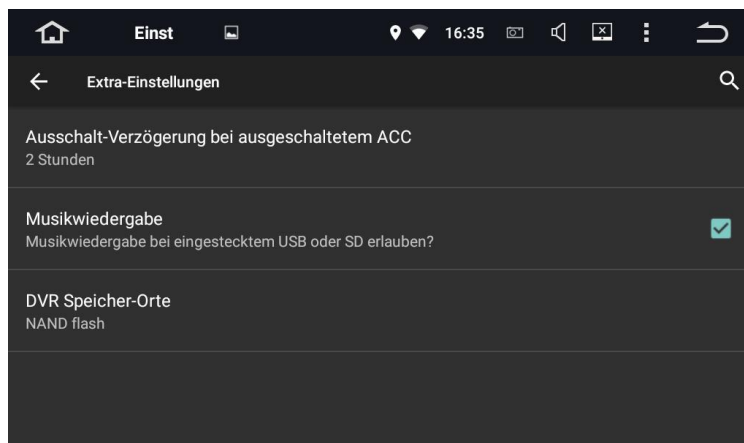 Einst 16:35
Extra-Einstellungen
Ausschalt-Verzögerung bei ausgeschaltetem ACC
2 Stunden
Musikwiedergabe
Musikwiedergabe bei eingestecktem USB oder SD erlauben?
DVR Speicher-Orte
NAND flash